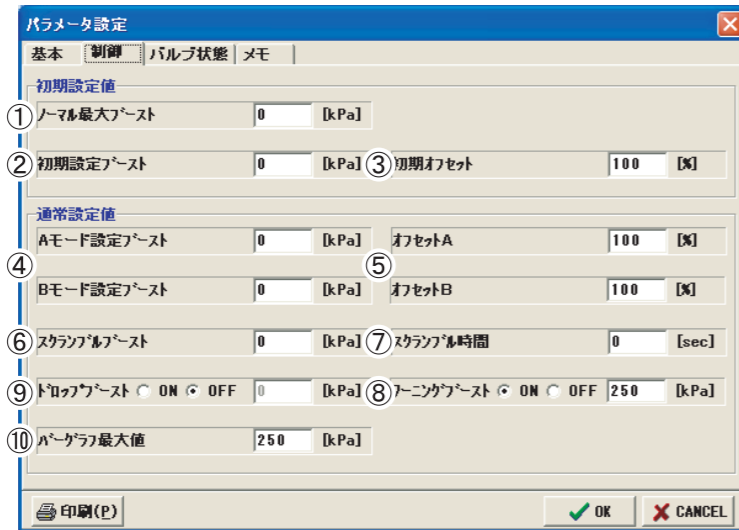 パラメータ設定
基本 制御 バルブ状態 メモ
初期設定値
① ﾉｰﾏﾙ最大ﾌﾞｰｽﾄ 0 [kPa]
② 初期設定ﾌﾞｰｽﾄ 0 [kPa] ③ 初期ｵﾌｾｯﾄ 100 [%]
通常設定値
Aモード設定ﾌﾞｰｽﾄ 0 [kPa] ｵﾌｾｯﾄA 100 [%]
④ ⑤
Bモード設定ﾌﾞｰｽﾄ 0 [kPa] ｵﾌｾｯﾄB 100 [%]
⑥ ｽｸﾗﾝﾌﾞﾙﾌﾞｰｽﾄ 0 [kPa] ⑦ ｽｸﾗﾝﾌﾞﾙ時間 0 [sec]
⑨ ﾄﾞﾛｯﾌﾟﾌﾞｰｽﾄ ON OFF 0 [kPa] ⑧ ﾜｰﾆﾝｸﾞﾌﾞｰｽﾄ ON OFF 250 [kPa]
⑩ ﾊﾞｰｸﾞﾗﾌ最大値 250 [kPa]
印刷(P) OK CANCEL